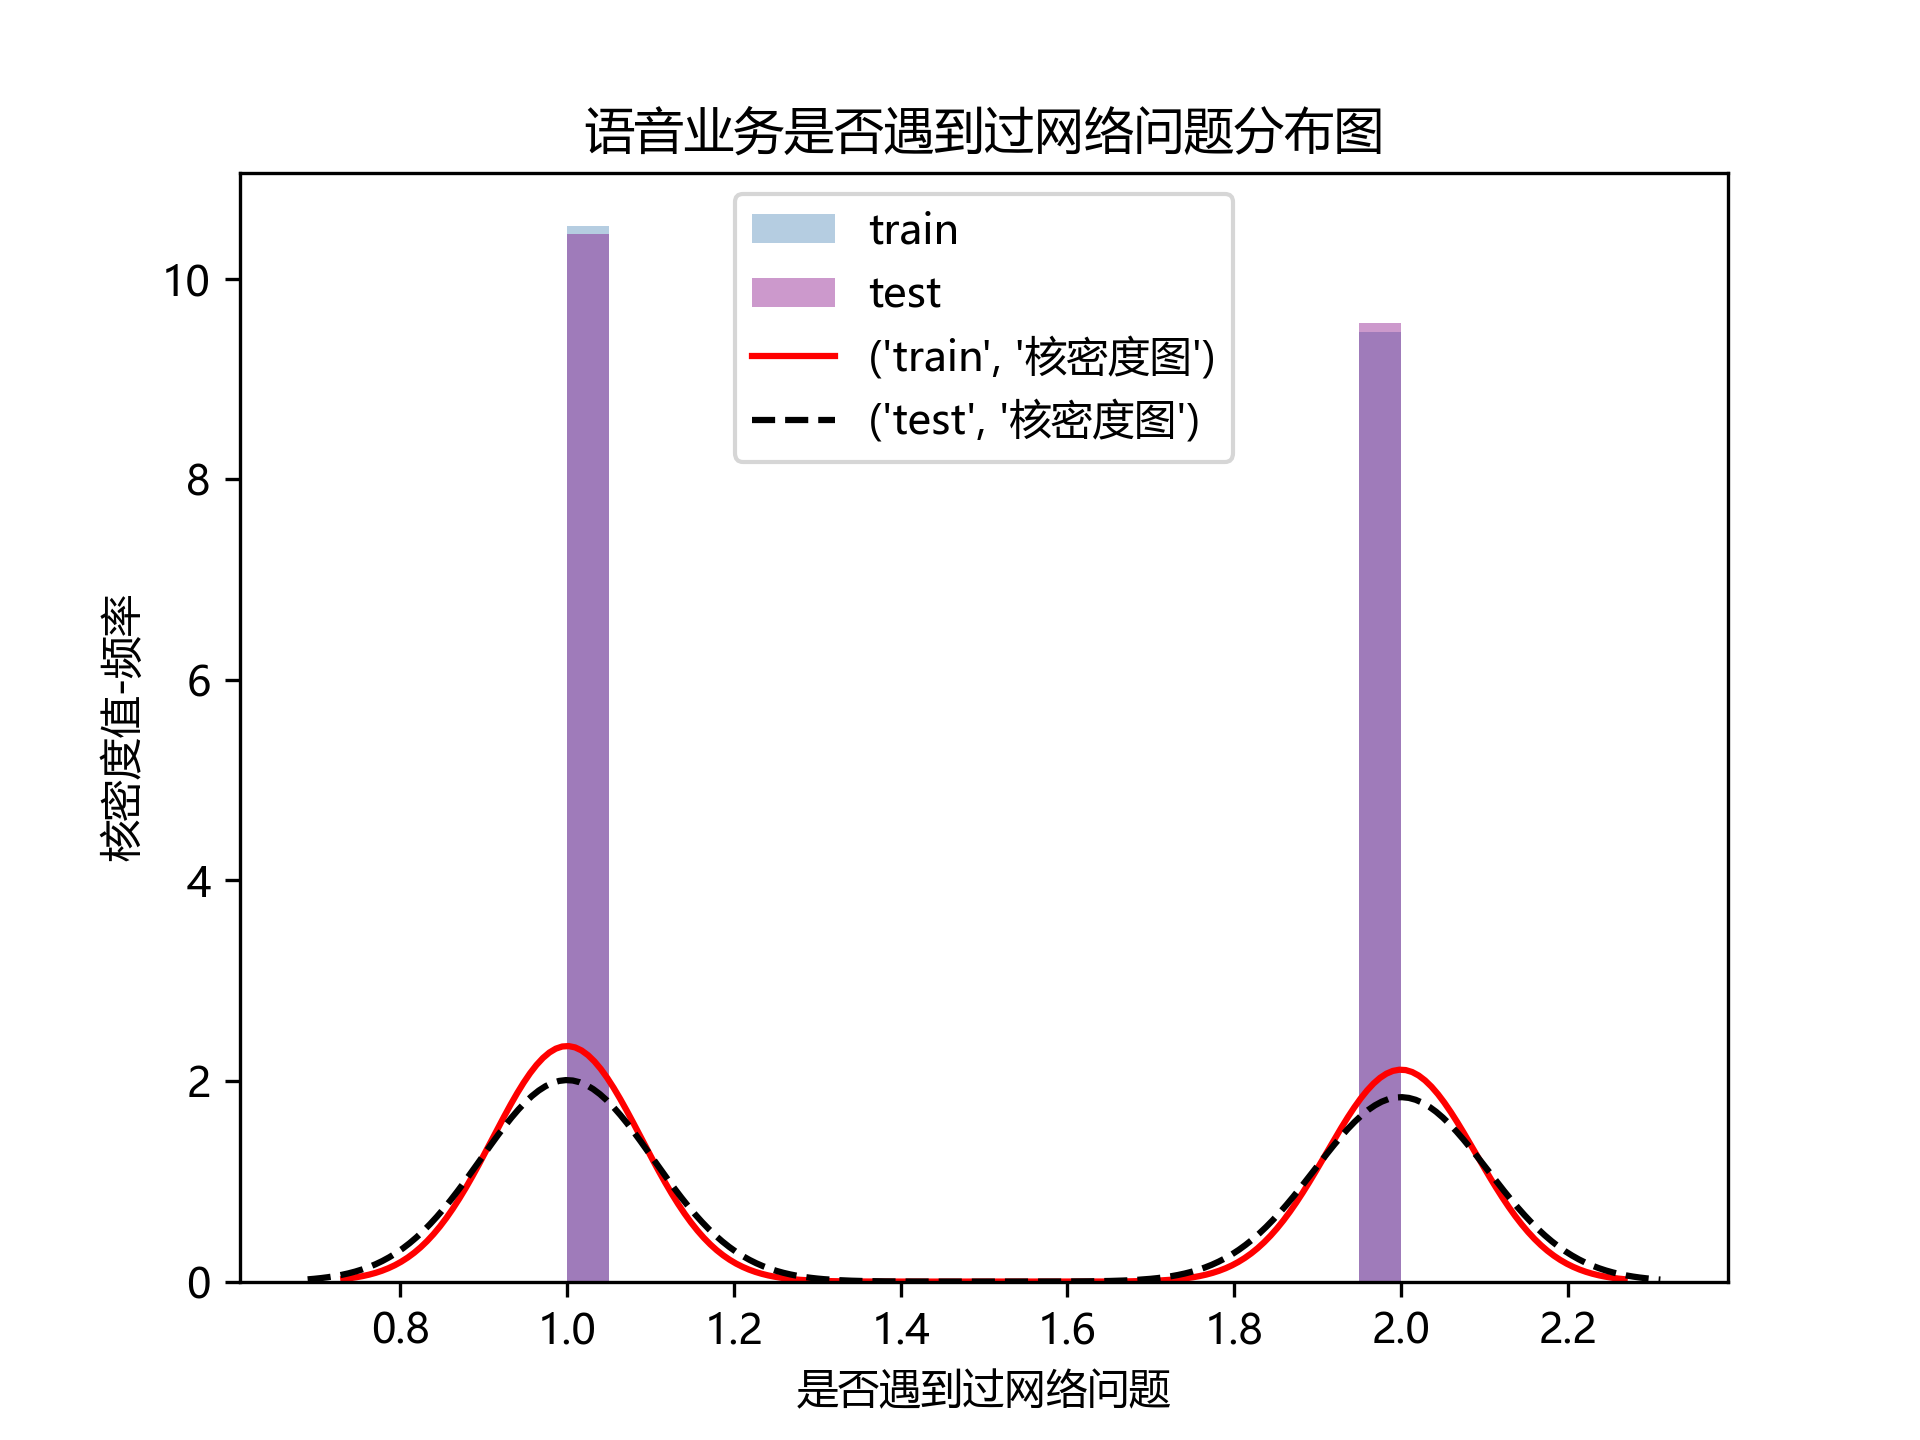 语音业务是否遇到过网络问题分布图
train
test
('train', '核密度图')
('test', '核密度图')
核密度值-频率
10
8
6
4
2
0
0.8 1.0 1.2 1.4 1.6 1.8 2.0 2.2
是否遇到过网络问题